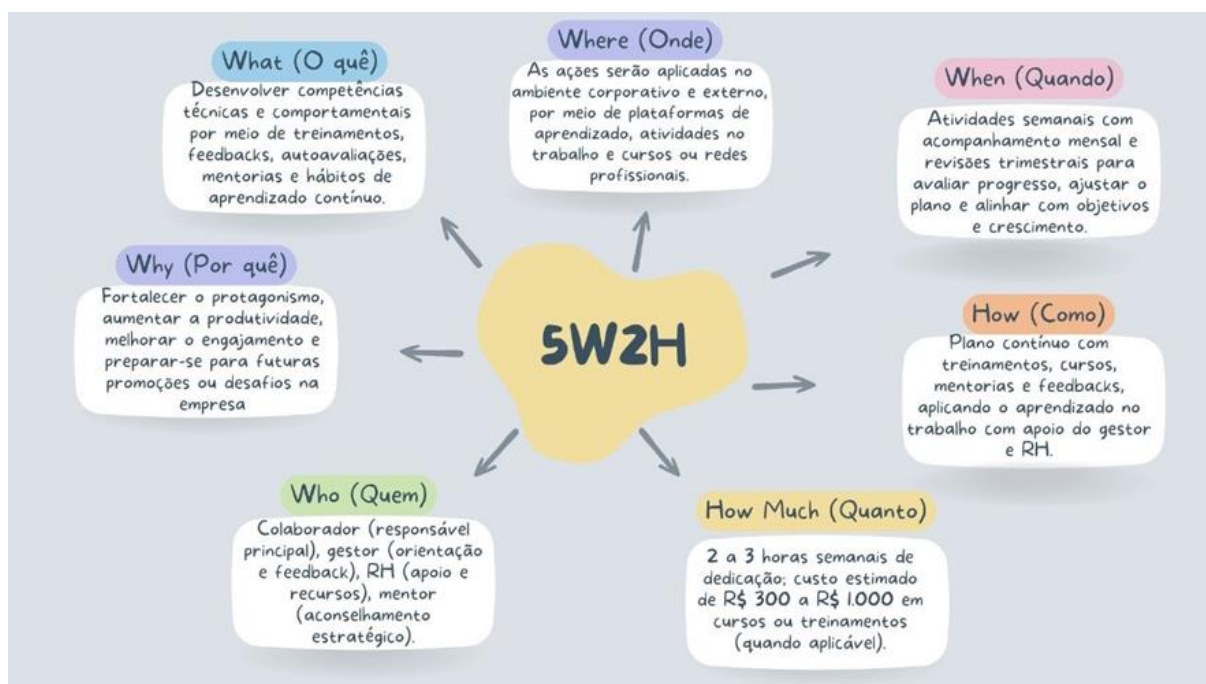 What (O quê)
Desenvolver competências
técnicas e comportamentais
por meio de treinamentos,
feedbacks, autoavaliações,
mentorias e hábitos de
aprendizado contínuo.
Where (Onde)
As ações serão aplicadas no
ambiente corporativo e externo,
por meio de plataformas de
aprendizado, atividades no
trabalho e cursos ou redes
profissionais.
When (Quando)
Atividades semanais com
acompanhamento mensal e
revisões trimestrais para
avaliar progresso, ajustar o
plano e alinhar com objetivos
e crescimento.
Why (Por quê)
Fortalecer o protagonismo,
aumentar a produtividade,
melhorar o engajamento e
preparar-se para futuras
promoções ou desafios na
empresa
5W2H
How (Como)
Plano contínuo com
treinamentos, cursos,
mentorias e feedbacks,
aplicando o aprendizado no
trabalho com apoio do gestor
e RH.
Who (Quem)
Colaborador (responsável
principal), gestor (orientação
e feedback), RH (apoio e
recursos), mentor
(aconselhamento
estratégico).
How Much (Quanto)
2 a 3 horas semanais de
dedicação; custo estimado
de R$ 300 a R$ 1.000 em
cursos ou treinamentos
(quando aplicável).